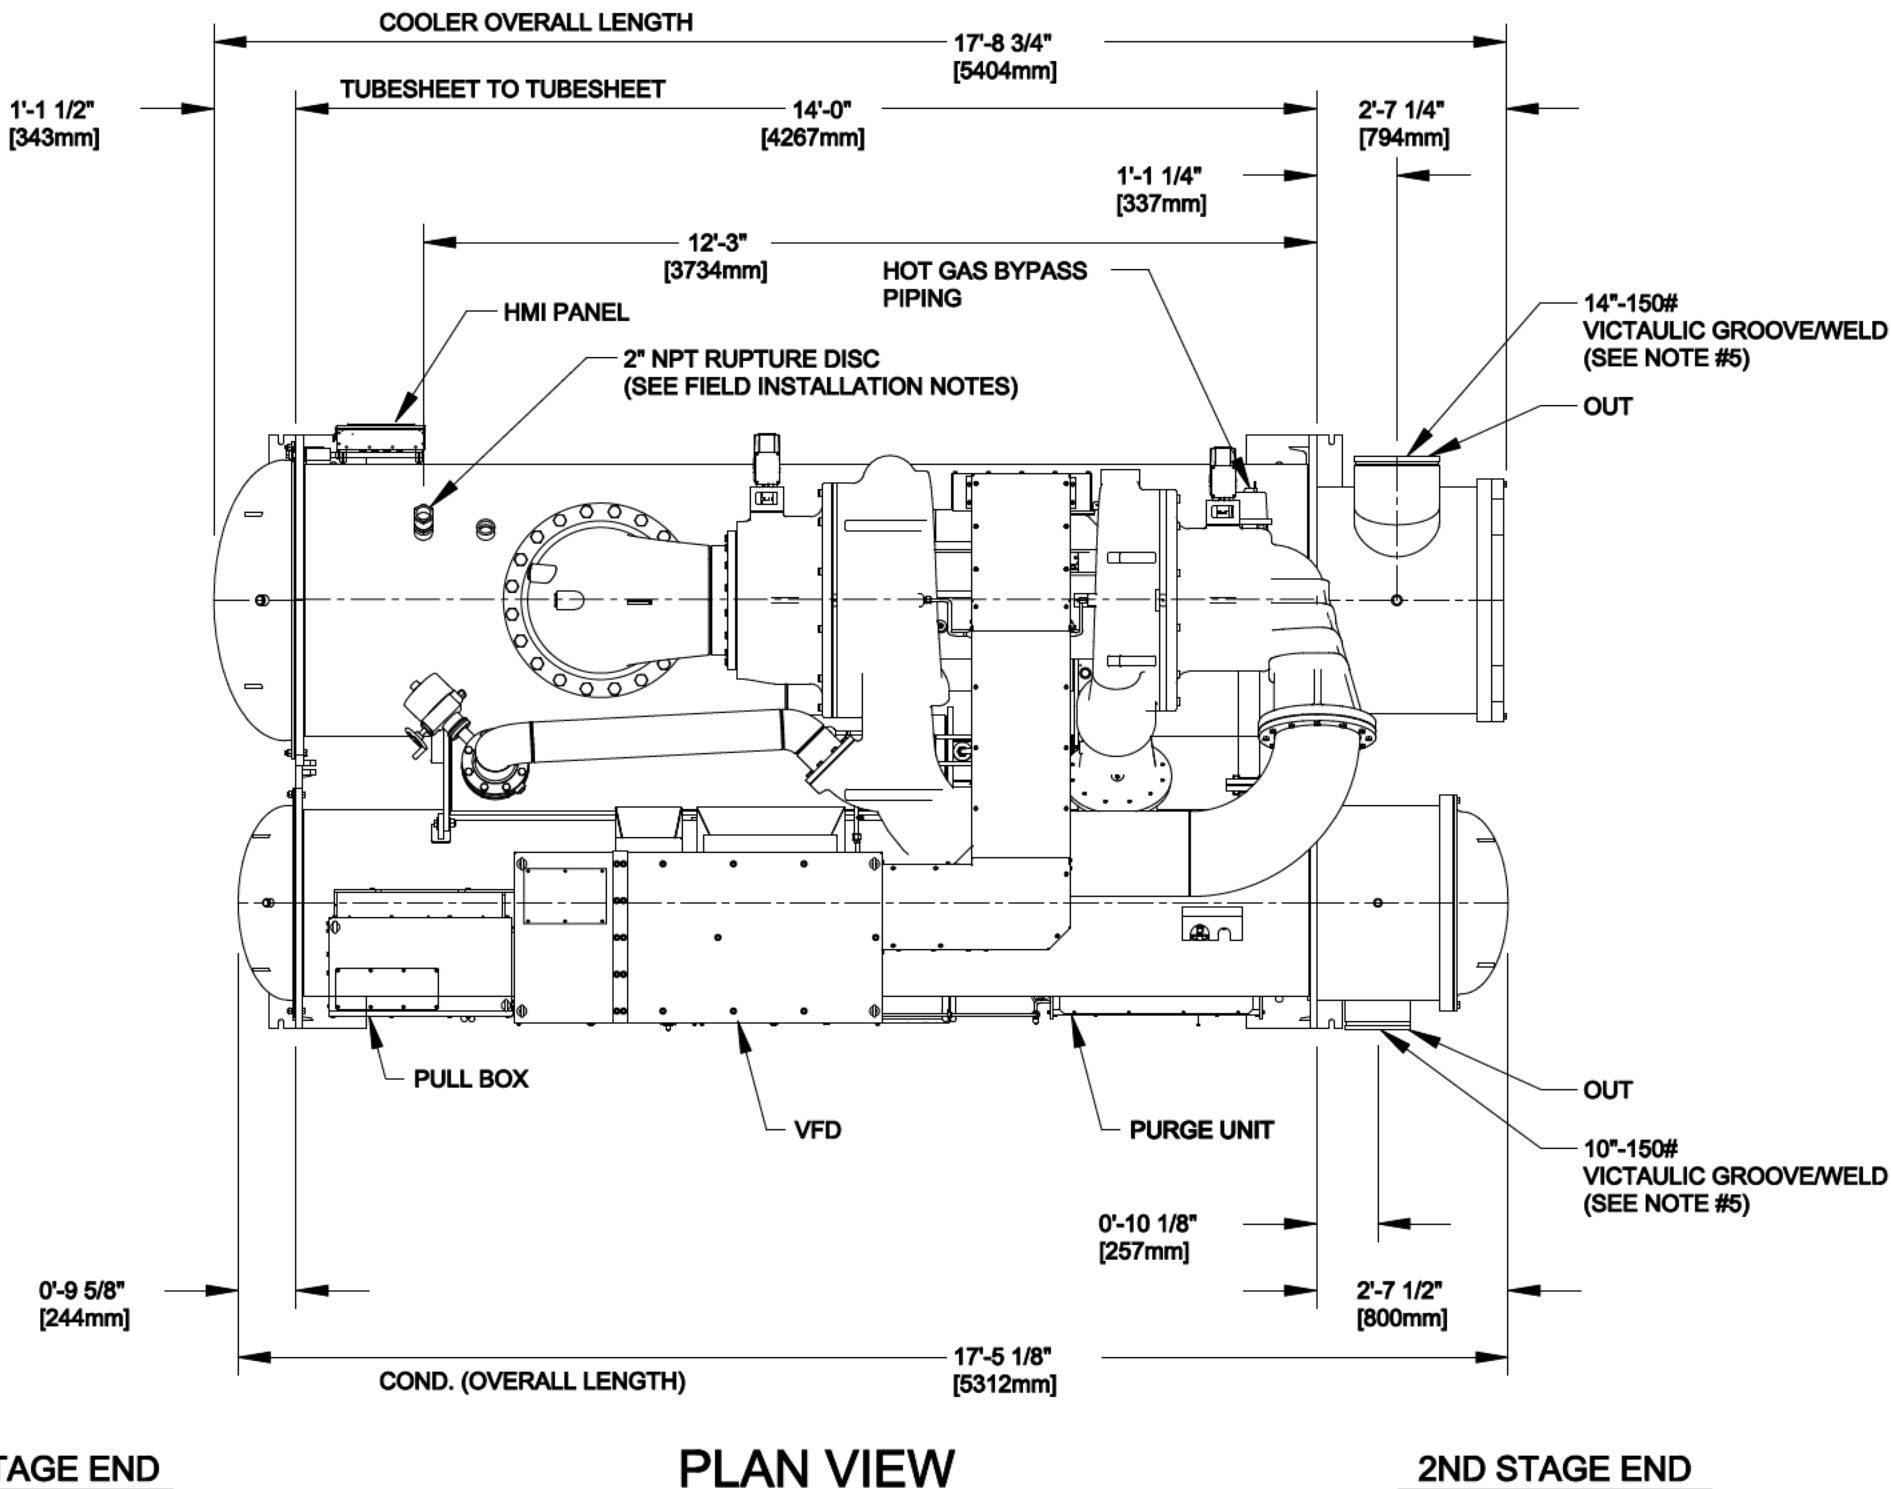 COOLER OVERALL LENGTH
17'-8 3/4"
[5404mm]
TUBESHEET TO TUBESHEET
1'-1 1/2"
[343mm]
14'-0"
[4267mm]
2'-7 1/4"
[794mm]
1'-1 1/4"
[337mm]
12'-3"
[3734mm]
HOT GAS BYPASS
PIPING
HMI PANEL
14"-150#
VICTAULIC GROOVE/WELD
(SEE NOTE #5)
2" NPT RUPTURE DISC
(SEE FIELD INSTALLATION NOTES)
OUT
PULL BOX
OUT
VFD
PURGE UNIT
10"-150#
VICTAULIC GROOVE/WELD
(SEE NOTE #5)
0'-10 1/8"
[257mm]
0'-9 5/8"
[244mm]
2'-7 1/2"
[800mm]
17'-5 1/8"
[5312mm]
COND. (OVERALL LENGTH)
PLAN VIEW
TAGE END
2ND STAGE END